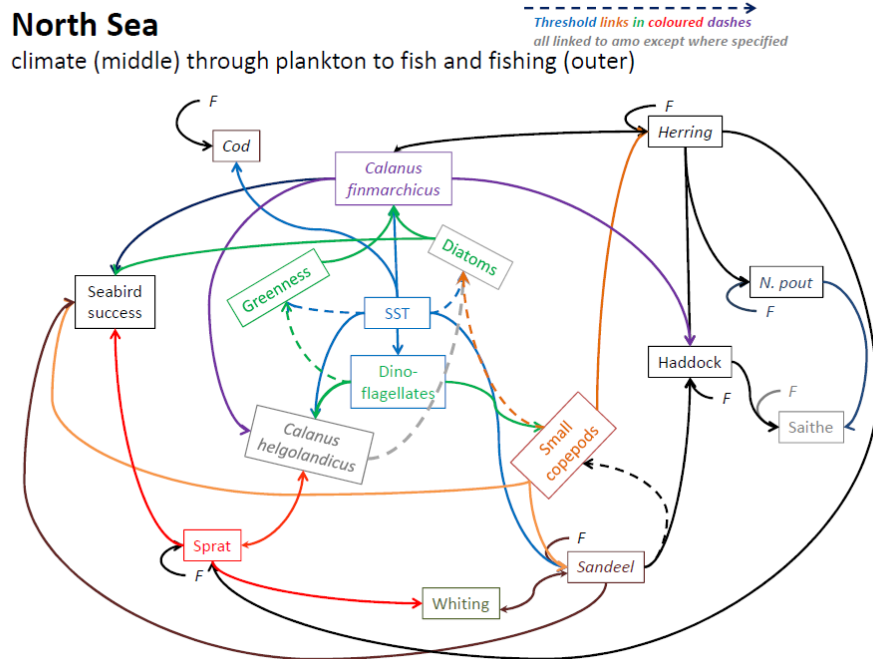 North Sea
climate (middle) through plankton to fish and fishing (outer)
Threshold links in coloured dashes
all linked to amo except where specified
F
Cod
F
Herring
Calanus
finmarchicus
Diatoms
Greenness
Seabird
success
SST
N. pout
F
Dino-
flagellates
Haddock
F
F
Saithe
Calanus
helgolandicus
Small
copepods
Sprat
F
F
Sandeel
Whiting